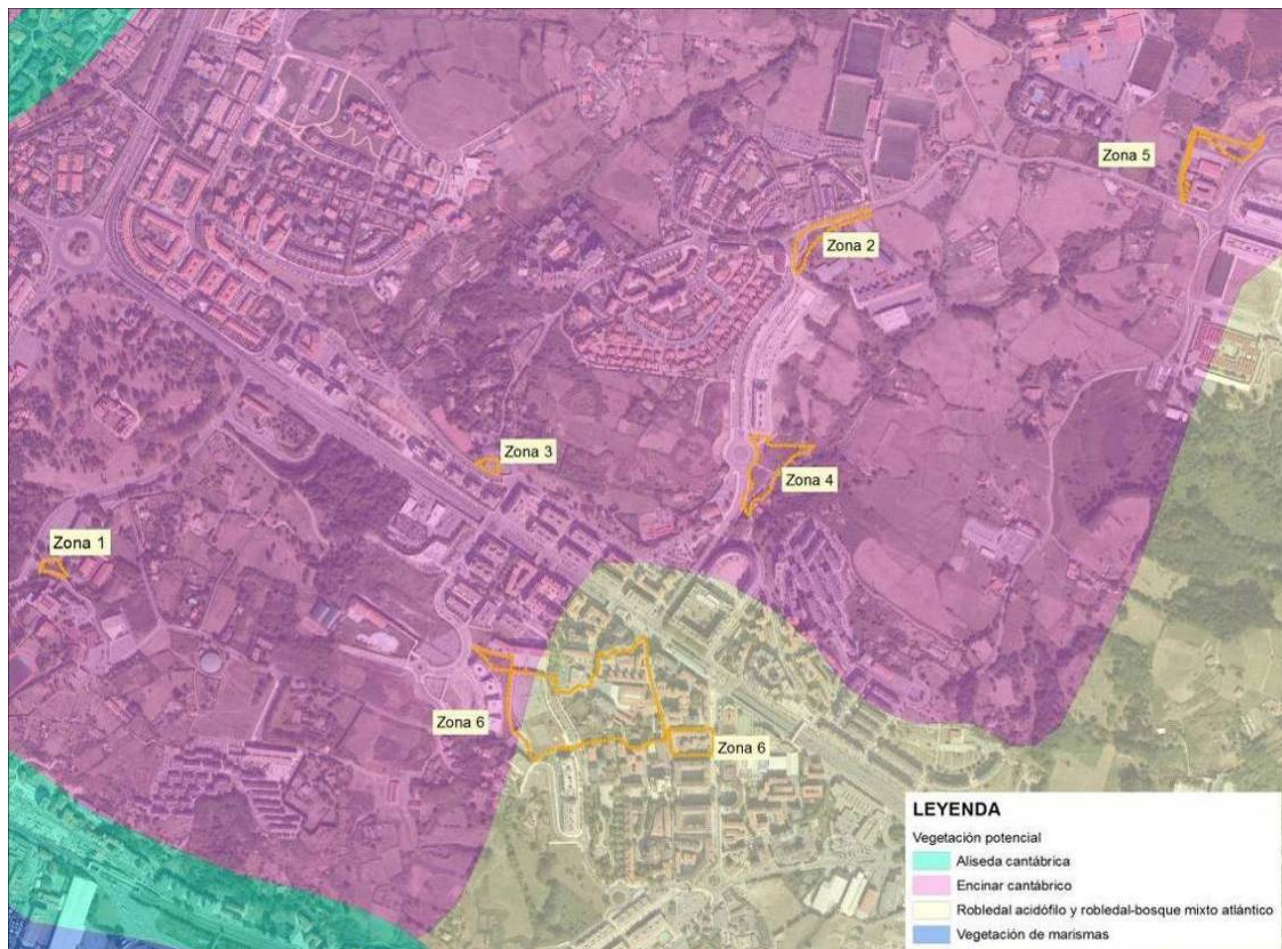 Zona 5
Zona 2
Zona 3
Zona 4
Zona 1
Zona 6
Zona 6
LEYENDA
Vegetación potencial
Aliseda cantábrica
Encinar cantábrico
Robledal acidófilo y robledal-bosque mixto atlántico
Vegetación de marismas